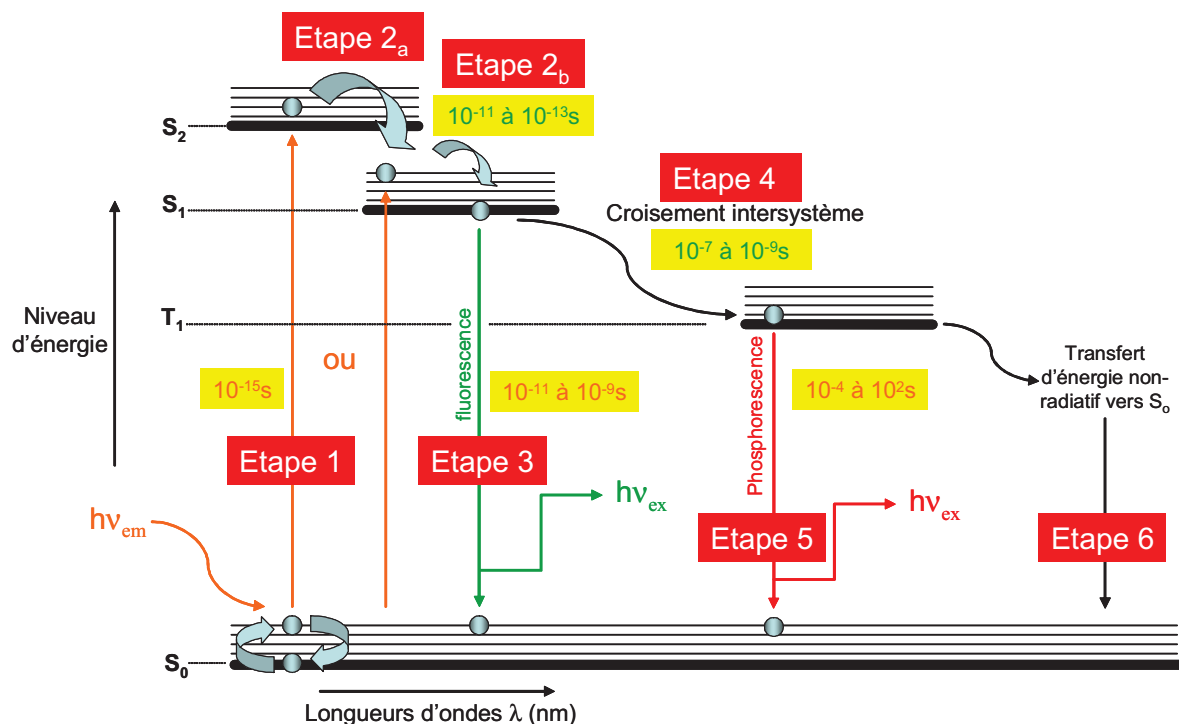 Etape 2a
Etape 2b
10-11 à 10-13s
S2
Etape 4
Croisement intersystème
10-7 à 10-9s
S1
Niveau
d'énergie
T1
ou
10-15s
fluorescence
10-11 à 10-9s
Phosphorescence
10-4 à 102s
Transfert
d'énergie non-
radiatif vers So
Etape 1
Etape 3
hνex
hνex
hνem
Etape 5
Etape 6
S0
Longueurs d'ondes λ (nm)